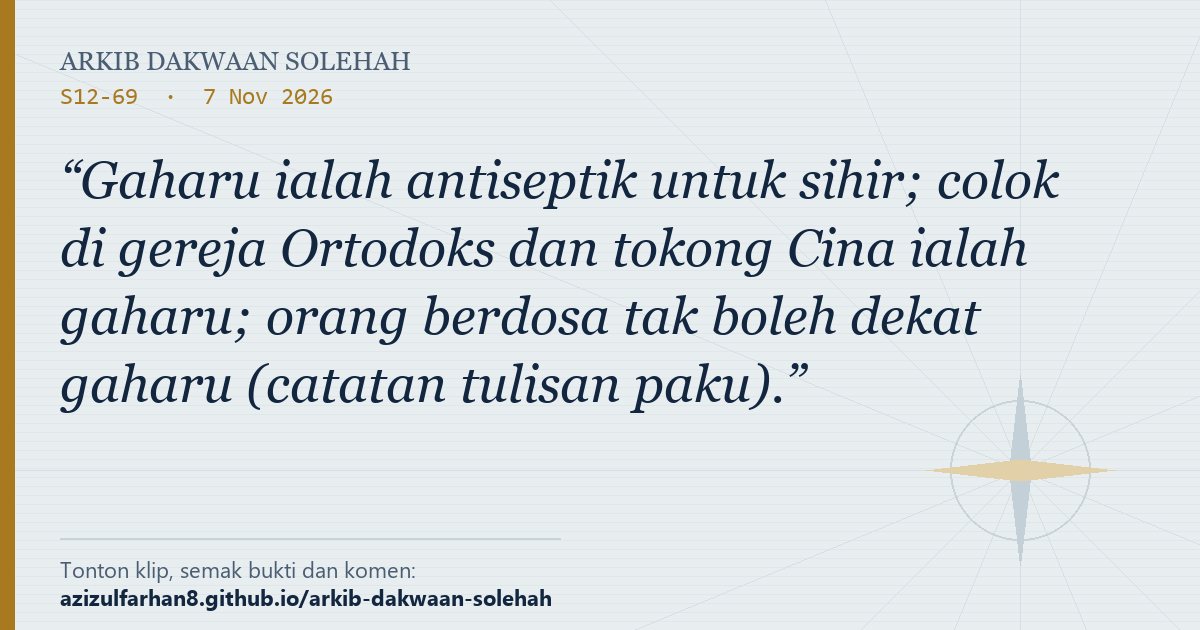 ARKIB DAKWAAN SOLEHAH
S12-69 · 7 Nov 2026
“Gaharu ialah antiseptik untuk sihir; colok
di gereja Ortodoks dan tokong Cina ialah
gaharu; orang berdosa tak boleh dekat
gaharu (catatan tulisan paku).”
Tonton klip, semak bukti dan komen:
azizulfarhan8.github.io/arkib-dakwaan-solehah